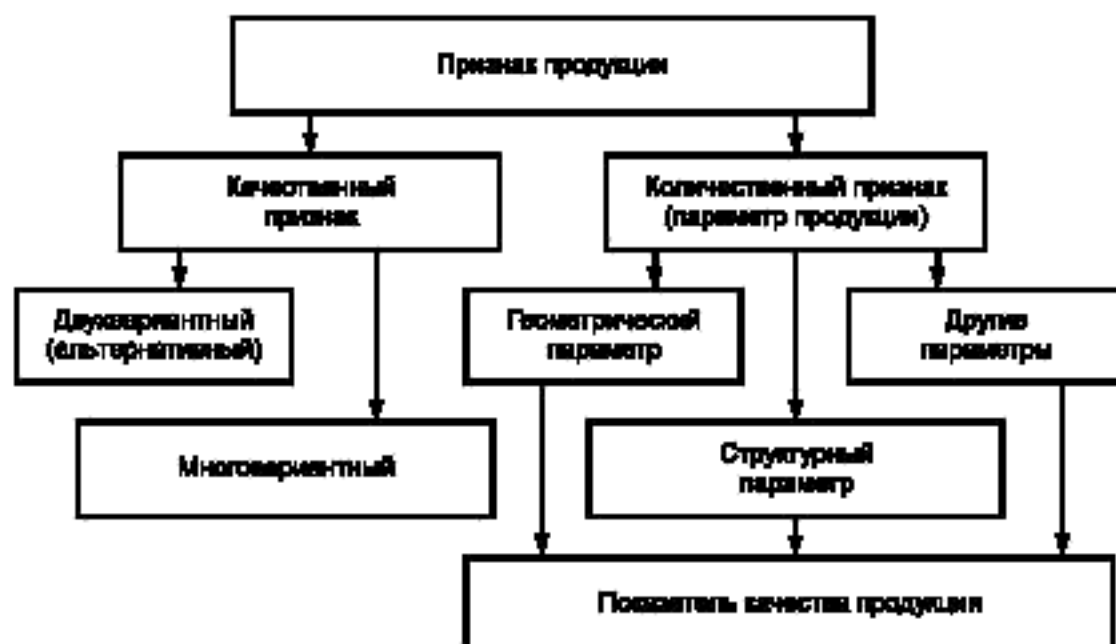 Признак продукции
Качественный
признак
Количественный признак
(параметр продукции)
Двухвариантный
(альтернативный)
Геометрический
параметр
Другие
параметры
Многовариантный
Структурный
параметр
Показатель качества продукции